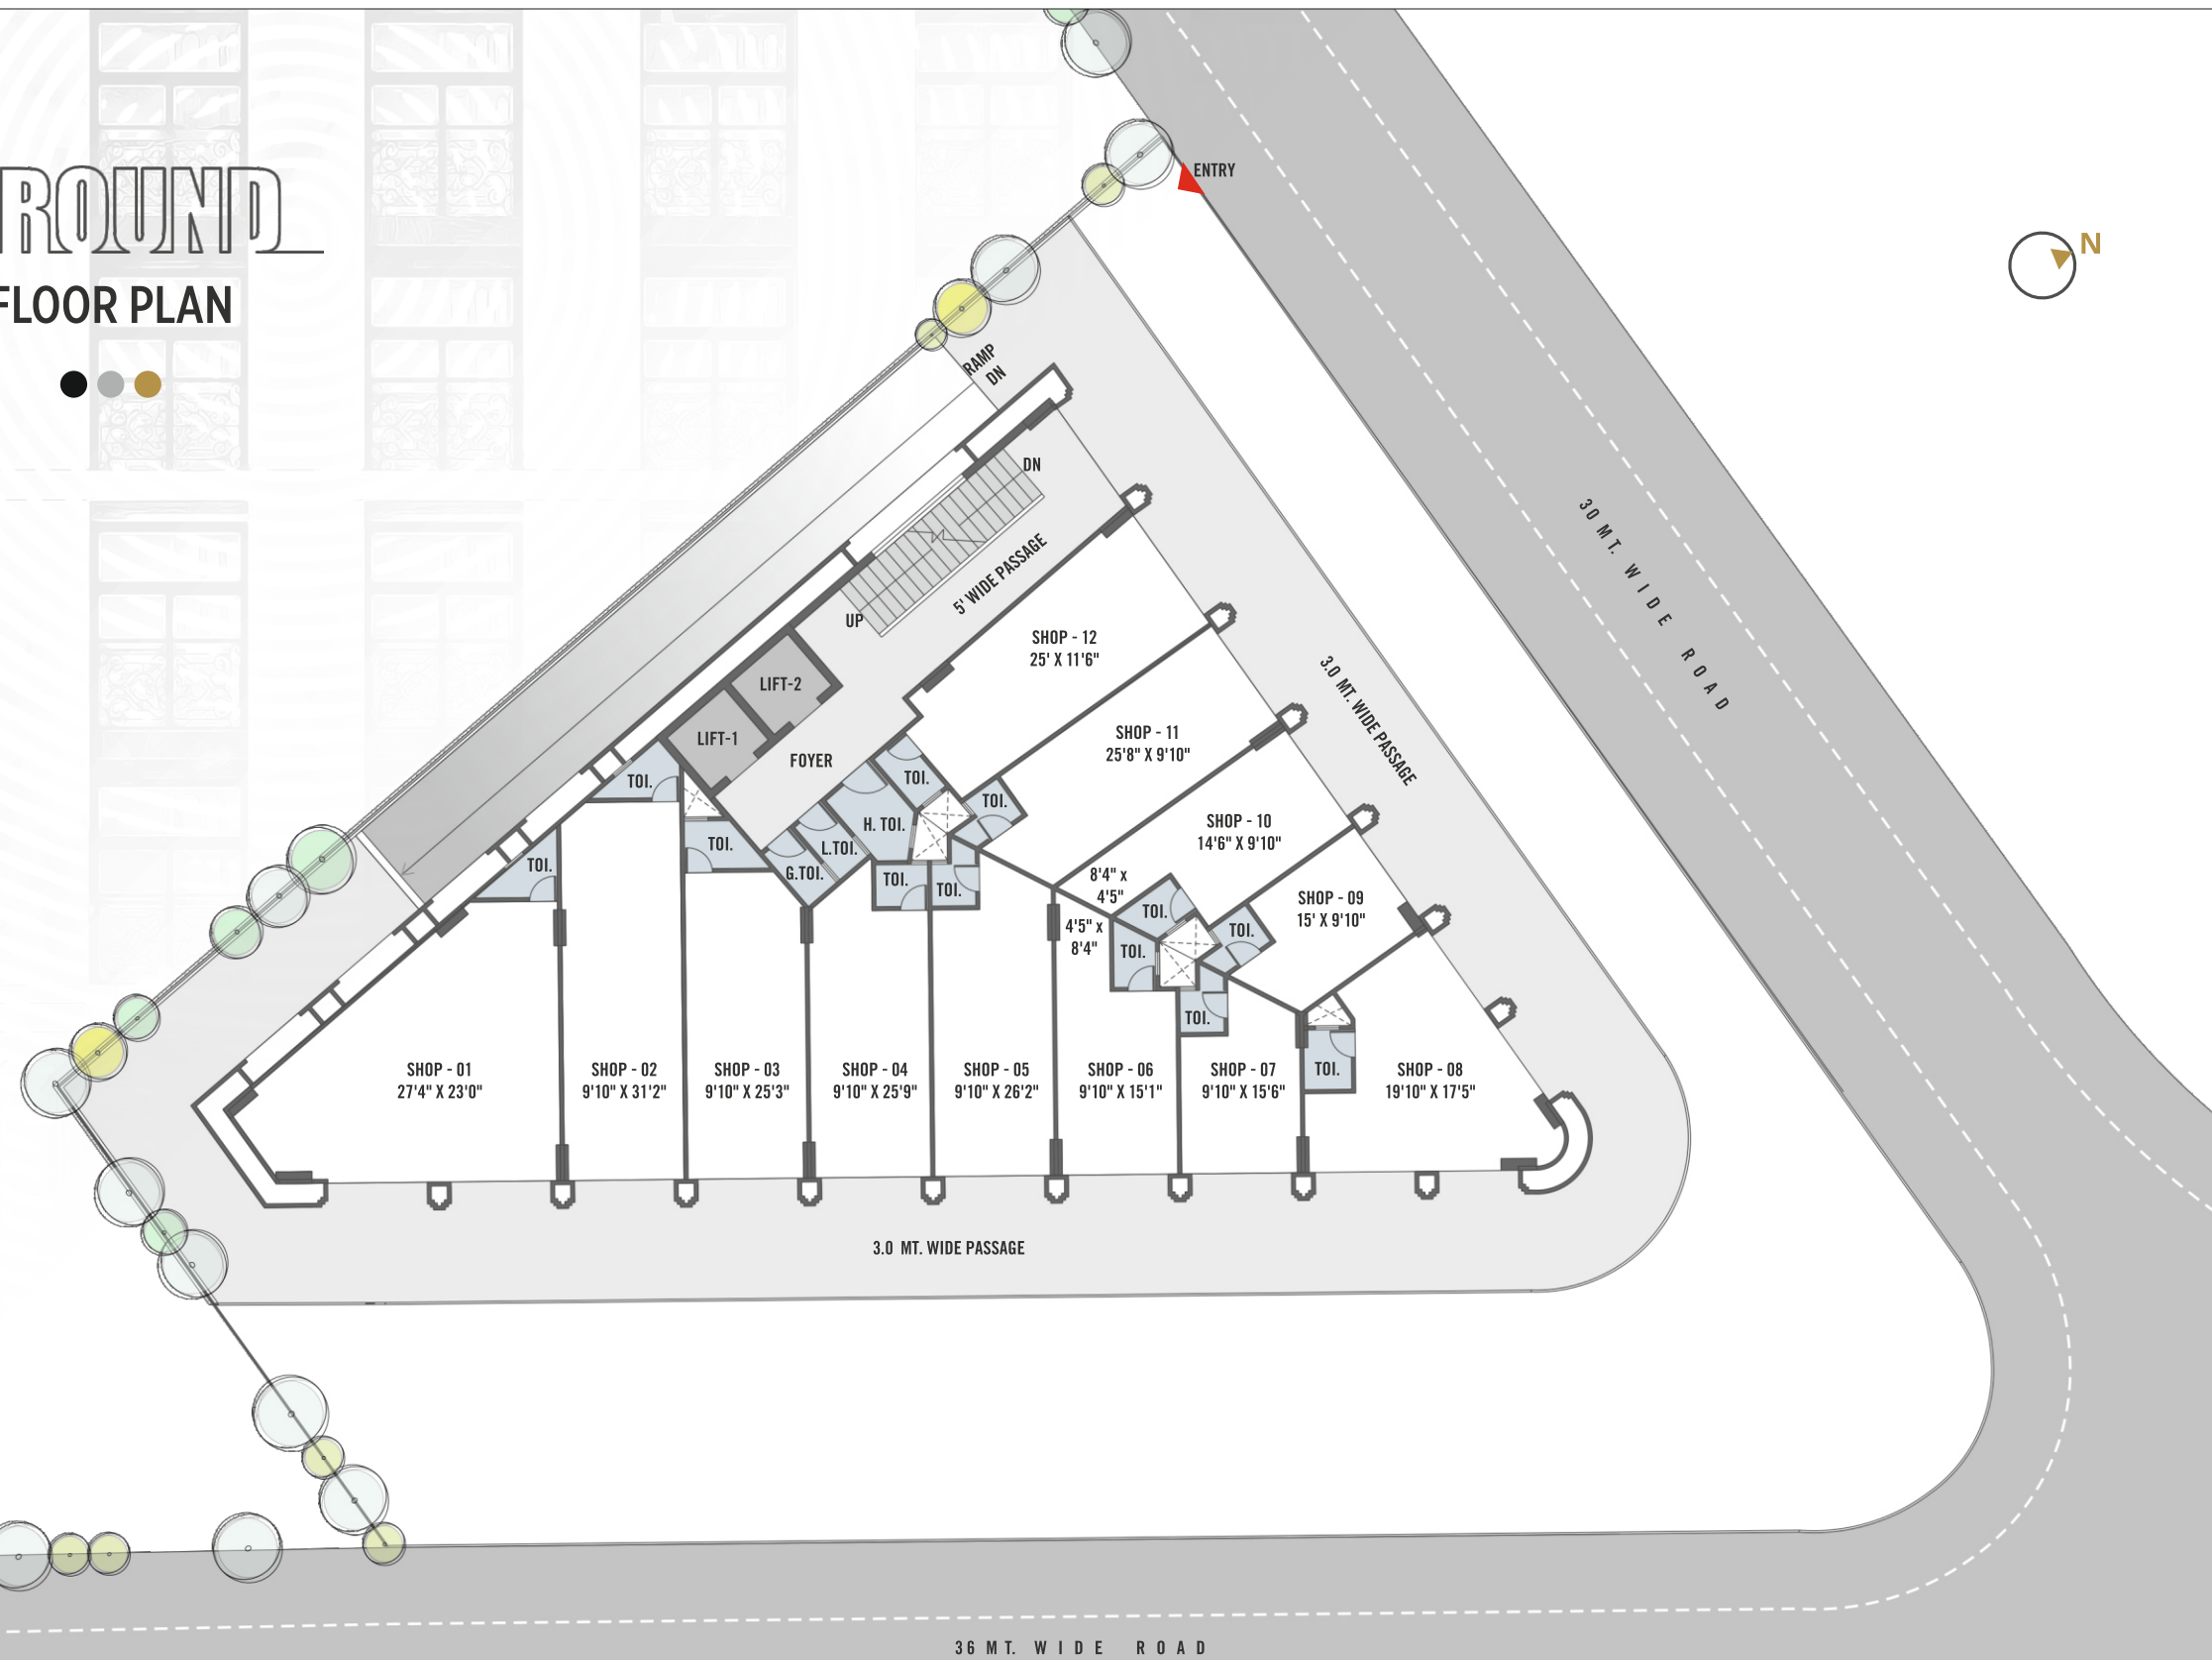 ROUND
FLOOR PLAN
ENTRY
N
RAMP
DN
DN
5' WIDE PASSAGE
UP
30 MT. WIDE ROAD
3.0 MT. WIDE PASSAGE
SHOP - 12
25' X 11'6"
LIFT-2
LIFT-1
FOYER
SHOP - 11
25'8" X 9'10"
TOI.
TOI.
TOI.
H. TOI.
SHOP - 10
14'6" X 9'10"
TOI.
L.TOI.
TOI.
G.TOI.
TOI.
TOI.
8'4" x
4'5"
SHOP - 09
15' X 9'10"
TOI.
4'5" x
8'4"
TOI.
TOI.
TOI.
TOI.
SHOP - 01
27'4" X 23'0"
SHOP - 02
9'10" X 31'2"
SHOP - 03
9'10" X 25'3"
SHOP - 04
9'10" X 25'9"
SHOP - 05
9'10" X 26'2"
SHOP - 06
9'10" X 15'1"
SHOP - 07
9'10" X 15'6"
TOI.
SHOP - 08
19'10" X 17'5"
3.0 MT. WIDE PASSAGE
36 MT. WIDE ROAD